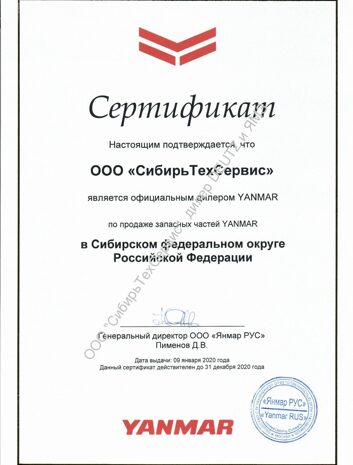 Сертификат
Настоящим подтверждается, что
ООО «СибирьТехСервис»
является официальным дилером YANMAR
по продаже запасных частей YANMAR
в Сибирском федеральном округе
Российской Федерации
Генеральный директор ООО «Янмар РУС»
Пименов Д.В.
Дата выдачи: 09 января 2020 года
Данный сертификат действителен до 31 декабря 2020 года
ООО "СибирьТехСервис" дилер DEUTZ и
«Янмар РУС»
«Yanmar RUS»
YANMAR